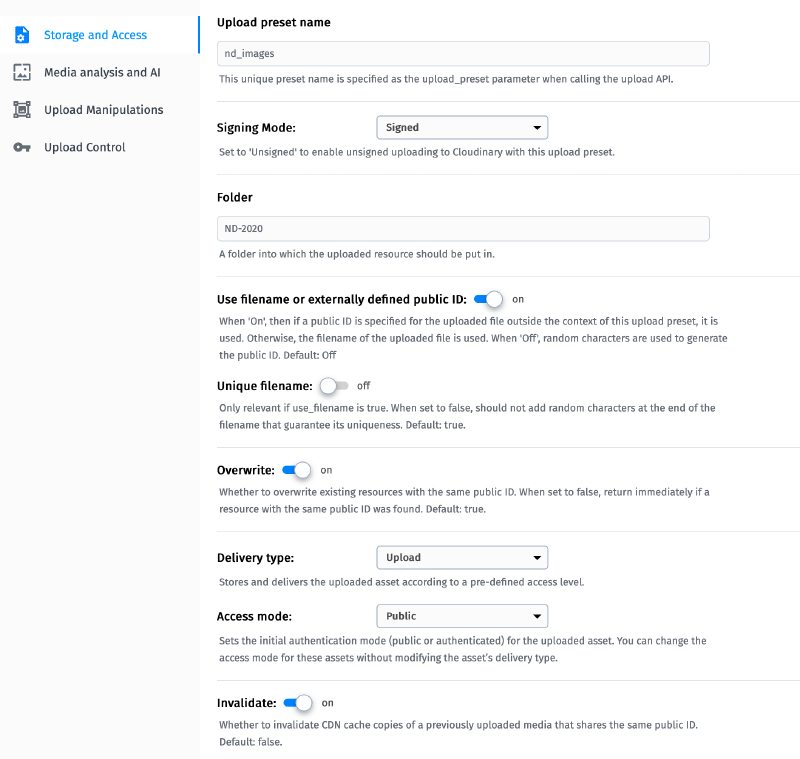 Storage and Access
Media analysis and AI
Upload Manipulations
Upload Control
Upload preset name
nd_images
This unique preset name is specified as the upload_preset parameter when calling the upload API.
Signing Mode:
Signed
Set to 'Unsigned' to enable unsigned uploading to Cloudinary with this upload preset.
Folder
ND-2020
A folder into which the uploaded resource should be put in.
Use filename or externally defined public ID: on
When 'On', then if a public ID is specified for the uploaded file outside the context of this upload preset, it is
used. Otherwise, the filename of the uploaded file is used. When 'Off', random characters are used to generate
the public ID. Default: Off
Unique filename: off
Only relevant if use_filename is true. When set to false, should not add random characters at the end of the
filename that guarantee its uniqueness. Default: true.
Overwrite: on
Whether to overwrite existing resources with the same public ID. When set to false, return immediately if a
resource with the same public ID was found. Default: true.
Delivery type:
Upload
Stores and delivers the uploaded asset according to a pre-defined access level.
Access mode:
Public
Sets the initial authentication mode (public or authenticated) for the uploaded asset. You can change the
access mode for these assets without modifying the asset's delivery type.
Invalidate: on
Whether to invalidate CDN cache copies of a previously uploaded media that shares the same public ID.
Default: false.